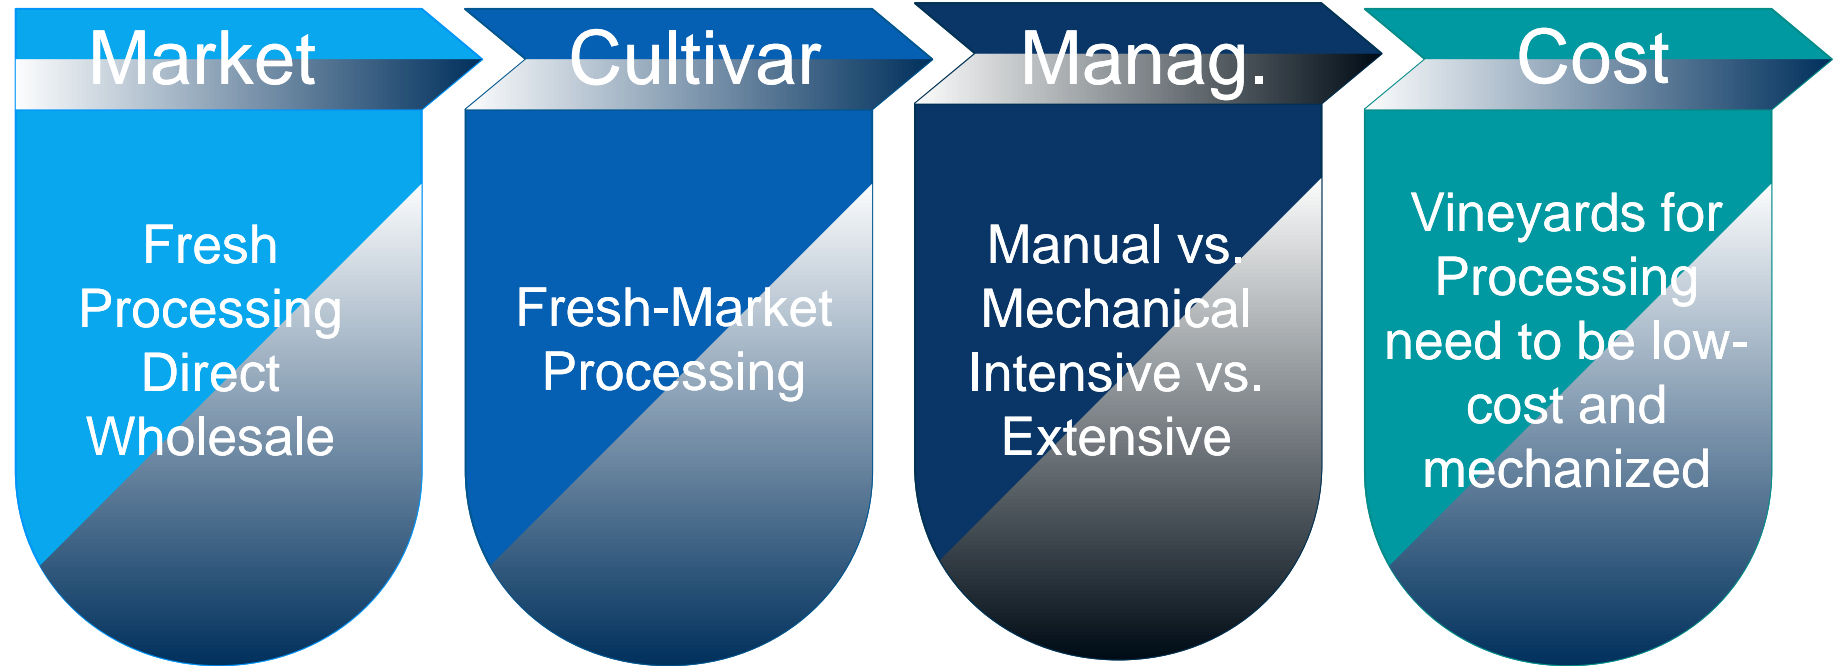 Market
Fresh
Processing
Direct
Wholesale
Cultivar
Fresh-Market
Processing
Manag.
Manual vs.
Mechanical
Intensive vs.
Extensive
Cost
Vineyards for
Processing
need to be low-
cost and
mechanized